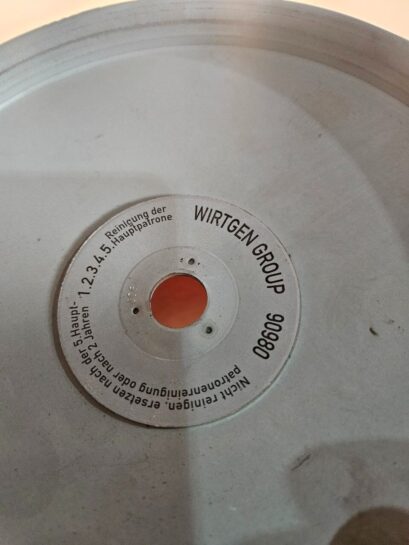 WIRTGEN GROUP 90980
Nicht reinigen, ersetzen nach der 5. Haupt-
patronenreinigung oder nach 2 Jahren
1.2.3.4.5.
Reinigung der
Hauptpatrone